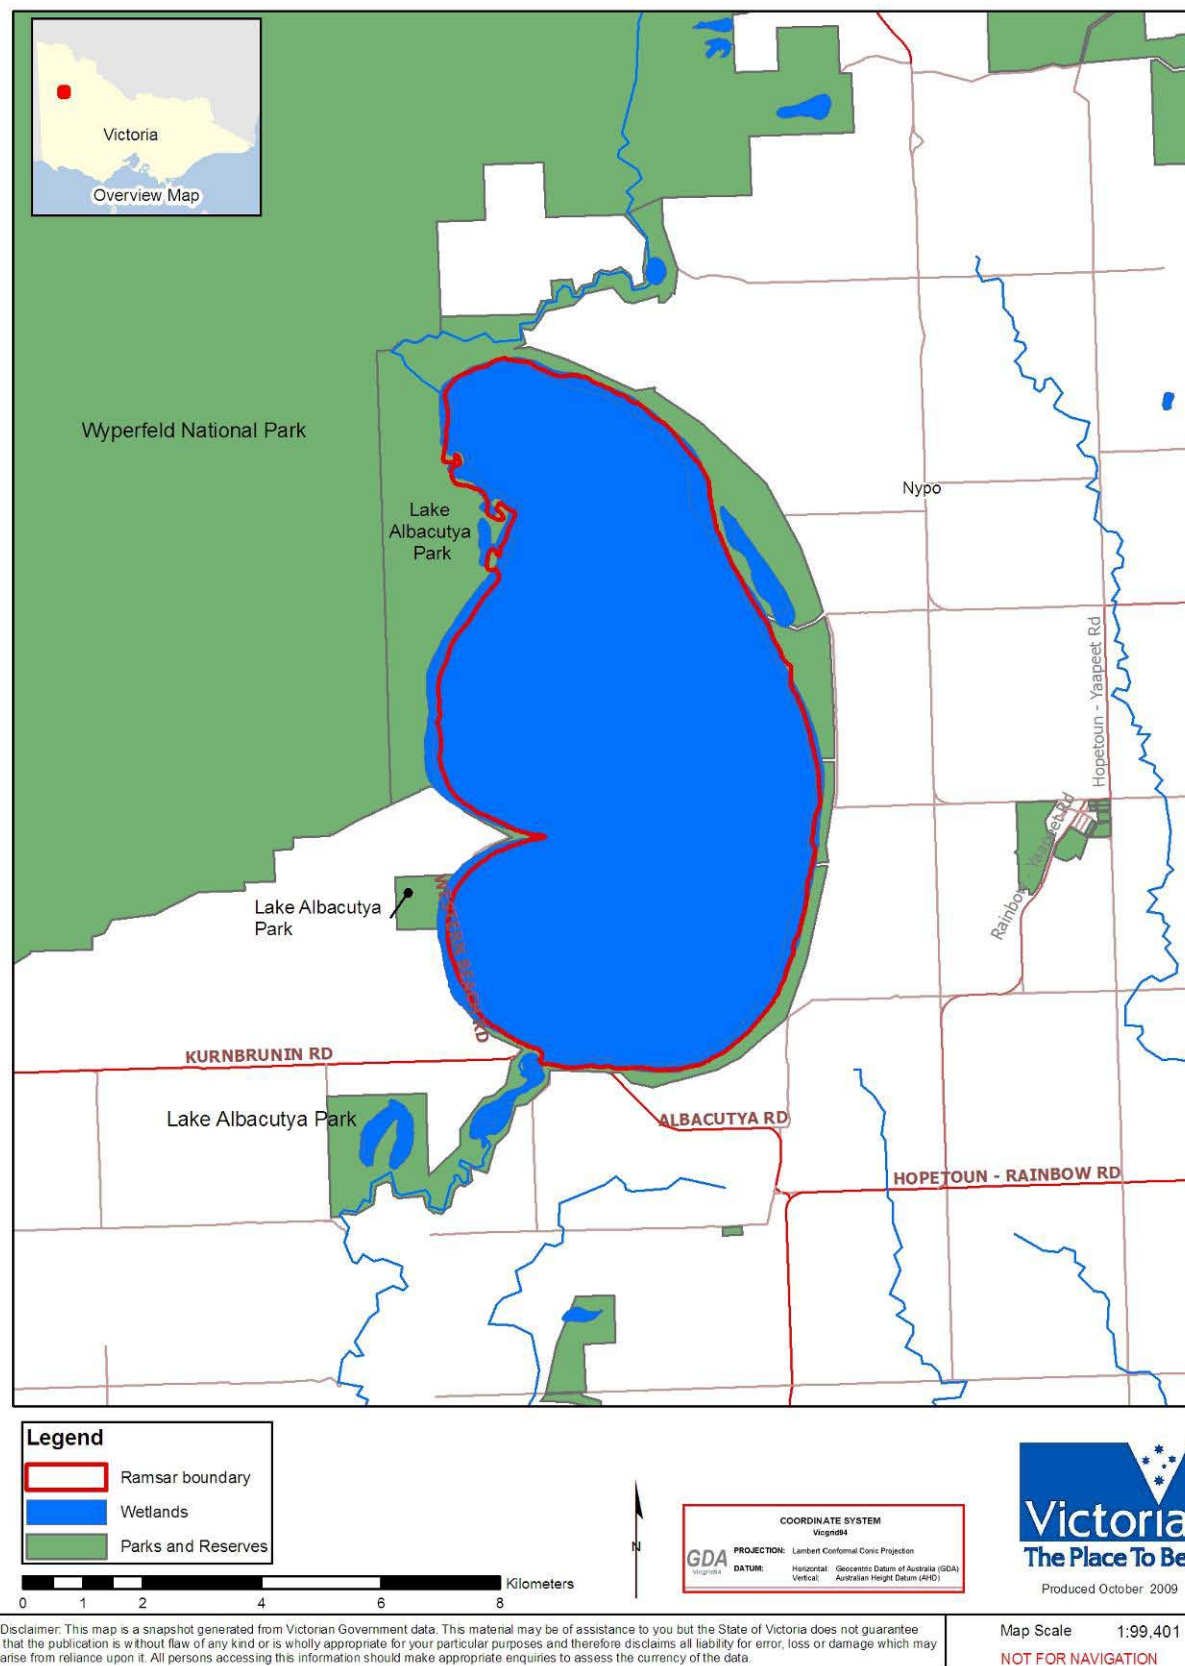 Victoria
Overview Map
Wyperfeld National Park
Nypo
Lake
Albacutya
Park
Hopetoun - Yaapeet Rd
Rainbow - Yaapeet Rd
Lake Albacutya
Park
WESTERN BEACH RD
KURNBRUNIN RD
Lake Albacutya Park
ALBACUTYA RD
HOPETOUN - RAINBOW RD
Legend
Ramsar boundary
Wetlands
Parks and Reserves
Kilometers
0 1 2 4 6 8
N
COORDINATE SYSTEM
Vicgrid94
GDA
Vicgrid94
PROJECTION: Lambert Conformal Conic Projection
DATUM: Horizontal: Geocentric Datum of Australia (GDA)
Vertical: Australian Height Datum (AHD)
Victoria
The Place To Be
Produced October 2009
Disclaimer: This map is a snapshot generated from Victorian Government data. This material may be of assistance to you but the State of Victoria does not guarantee
that the publication is without flaw of any kind or is wholly appropriate for your particular purposes and therefore disclaims all liability for error, loss or damage which may
arise from reliance upon it. All persons accessing this information should make appropriate enquiries to assess the currency of the data.
Map Scale 1:99,401
NOT FOR NAVIGATION